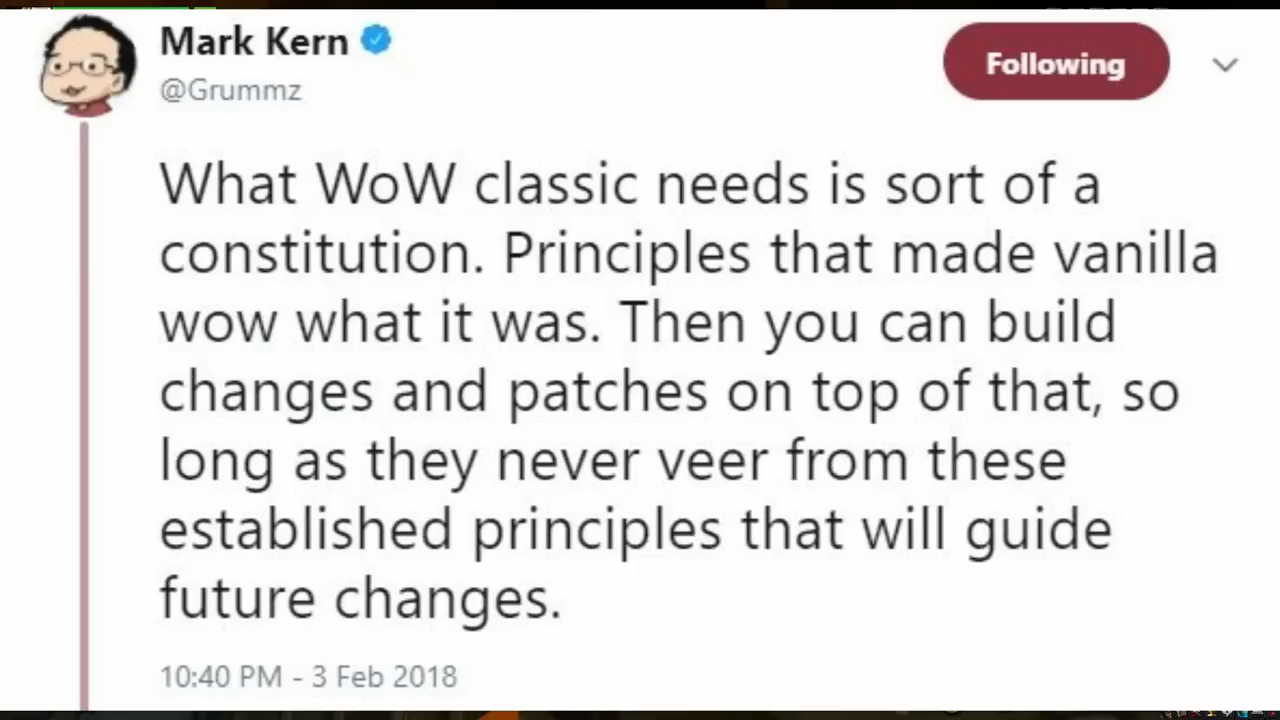 Mark Kern
@Grummz
Following
What WoW classic needs is sort of a
constitution. Principles that made vanilla
wow what it was. Then you can build
changes and patches on top of that, so
long as they never veer from these
established principles that will guide
future changes.
10:40 PM - 3 Feb 2018